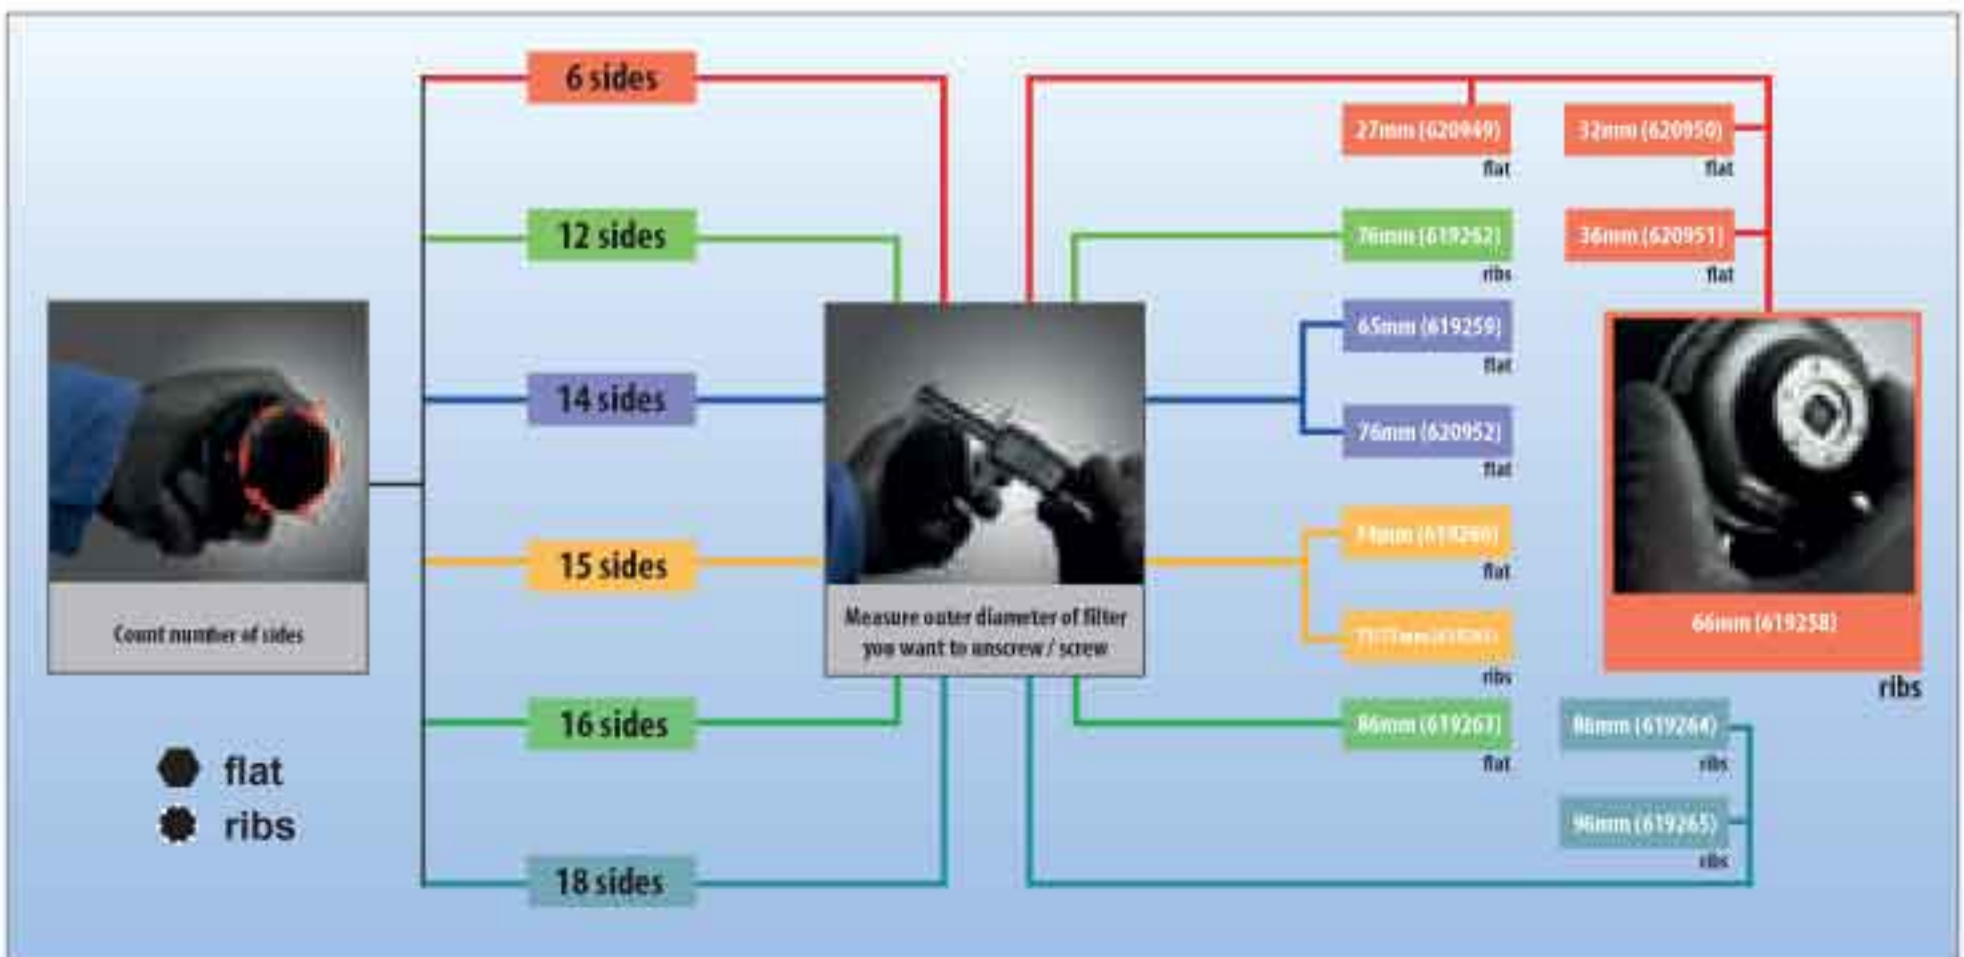 6 sides
27mm (620949)
flat
32mm (620950)
flat
12 sides
76mm (619262)
ribs
36mm (620951)
flat
14 sides
65mm (619259)
flat
76mm (620952)
flat
15 sides
flat
ribs
Count number of sides
Measure outer diameter of filter
you want to unscrew / screw
66mm (619258)
ribs
16 sides
86mm (619263)
flat
86mm (619264)
ribs
96mm (619265)
ribs
18 sides
flat
ribs